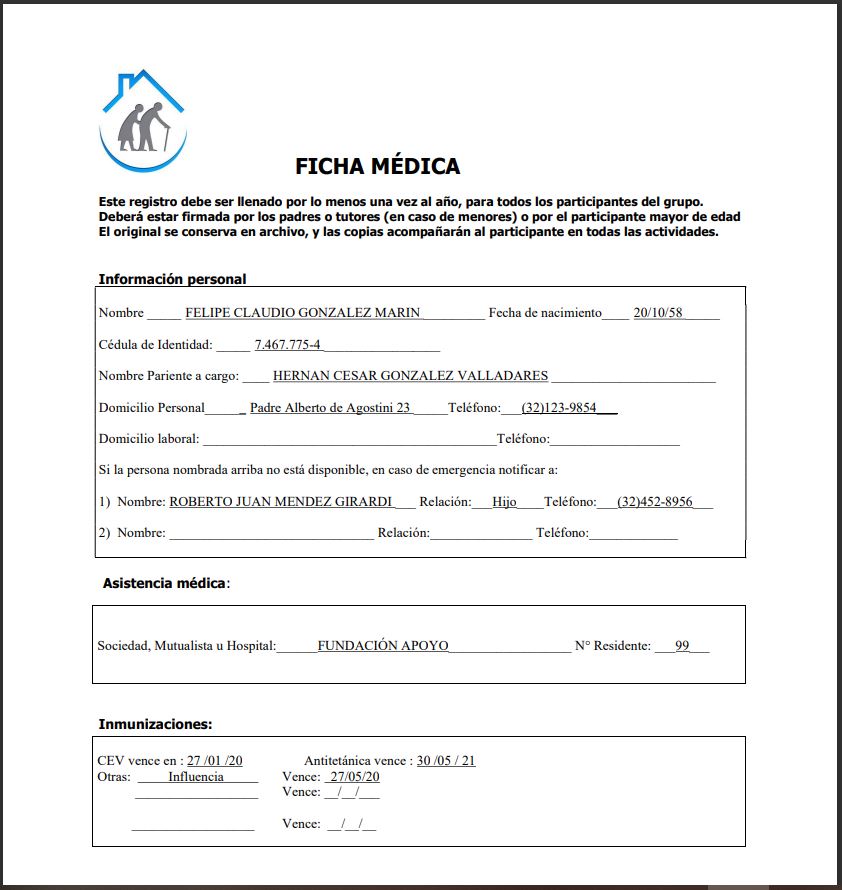 FICHA MÉDICA
Este registro debe ser llenado por lo menos una vez al año, para todos los participantes del grupo.
Deberá estar firmada por los padres o tutores (en caso de menores) o por el participante mayor de edad
El original se conserva en archivo, y las copias acompañarán al participante en todas las actividades.
Información personal
Nombre _____ FELIPE CLAUDIO GONZALEZ MARIN_________ Fecha de nacimiento____ 20/10/58_____
Cédula de Identidad: _____ 7.467.775-4_________________
Nombre Pariente a cargo: ____ HERNAN CESAR GONZALEZ VALLADARES ________________________
Domicilio Personal______ Padre Alberto de Agostini 23_____Teléfono:___(32)123-9854___
Domicilio laboral: ___________________________________________Teléfono:___________________
Si la persona nombrada arriba no está disponible, en caso de emergencia notificar a:
1) Nombre: ROBERTO JUAN MENDEZ GIRARDI___ Relación:___Hijo____Teléfono:___(32)452-8956___
2) Nombre: ______________________________ Relación:_______________ Teléfono:_____________
Asistencia médica:
Sociedad, Mutualista u Hospital:______FUNDACIÓN APOYO__________________ N° Residente: ___99___
Inmunizaciones:
CEV vence en : 27 /01 /20 Antitetánica vence : 30 /05 / 21
Otras: ____Influencia_____ Vence: _27/05/20
__________________ Vence: __/__/___
__________________ Vence: __/__/__